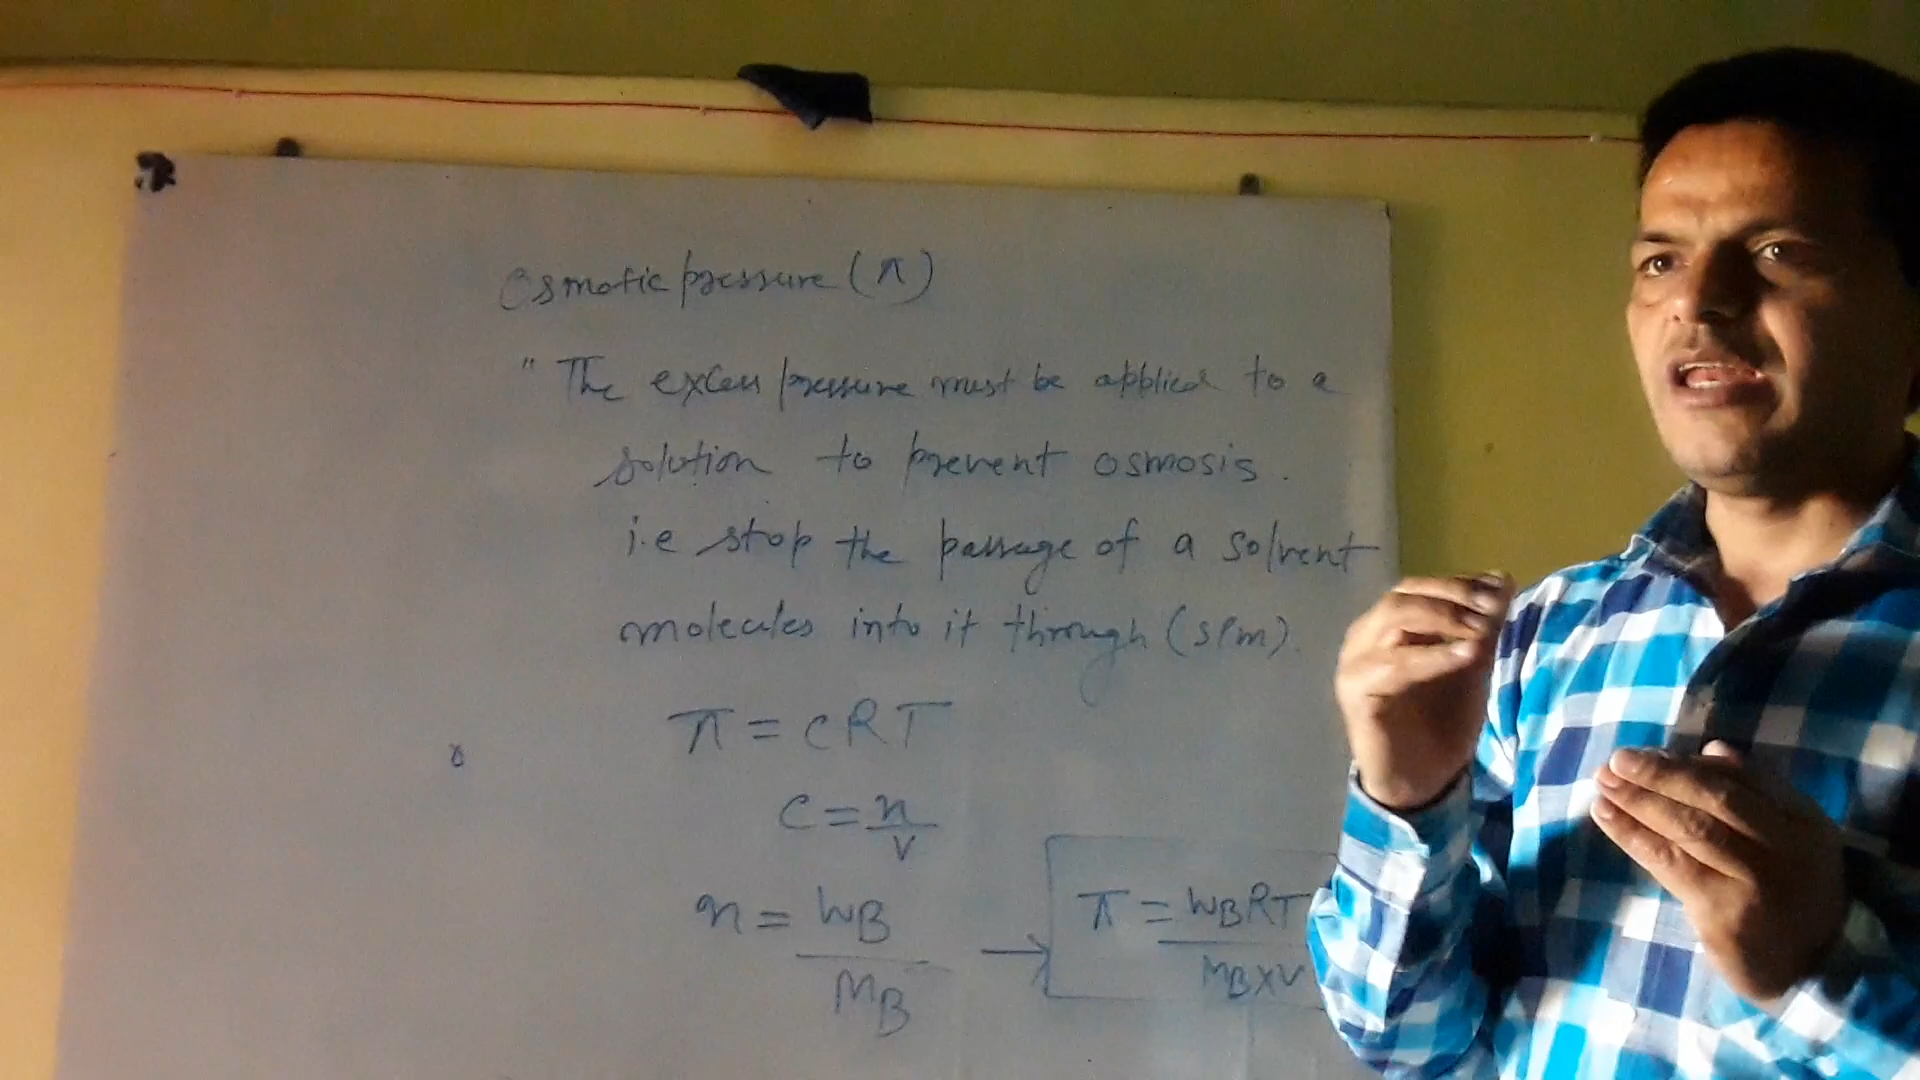 Osmotic pressure (π)
" The excess pressure must be applied to a
solution to prevent osmosis.
i.e stop the passage of a solvent
molecules into it through (SPM).
π = CRT
C = n/V
n = WB/MB → π = WBRT/MBXV